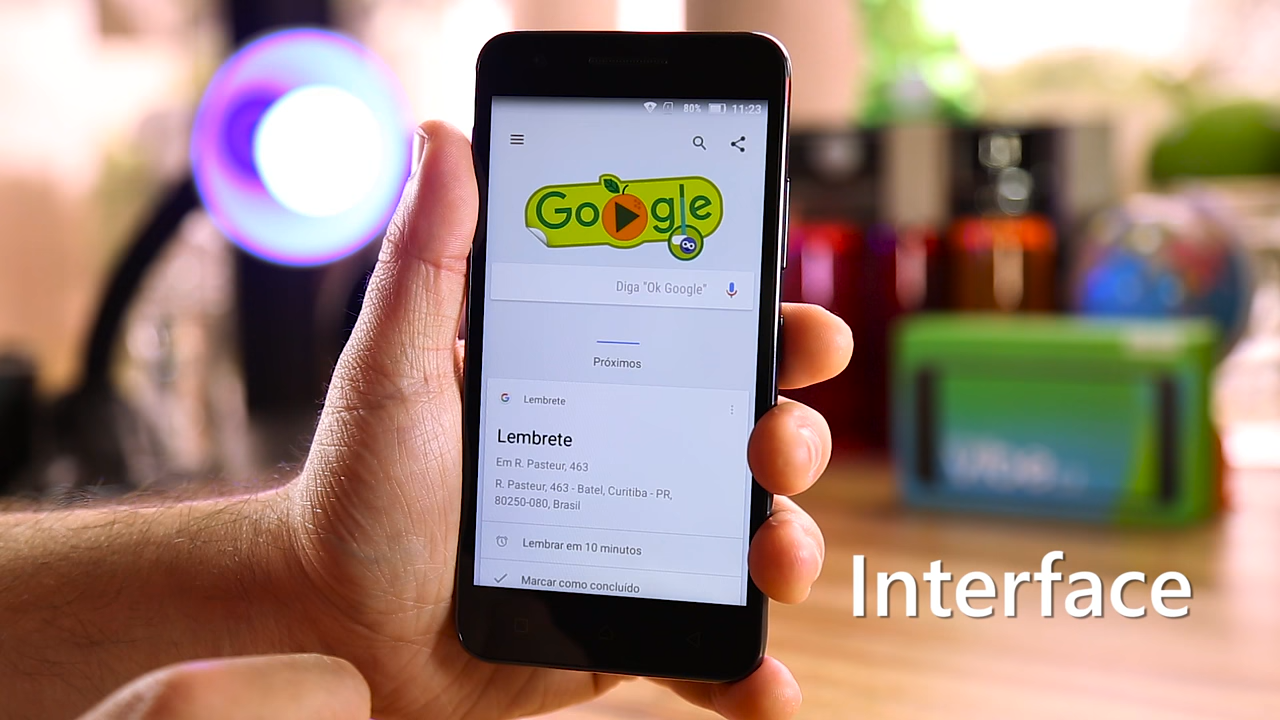 80% 11:23
Google
Diga "Ok Google"
Próximos
Lembrete
Lembrete
Em R. Pasteur, 463
R. Pasteur, 463 - Batel, Curitiba - PR,
80250-080, Brasil
Lembrar em 10 minutos
Marcar como concluído
Interface